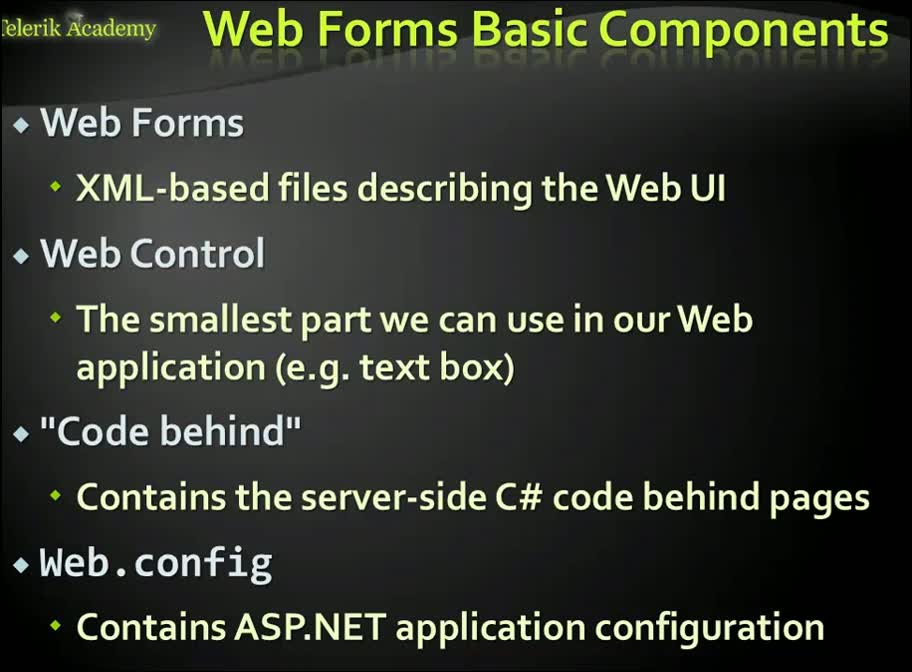 Telerik Academy
Web Forms Basic Components
Web Forms
XML-based files describing the Web UI
Web Control
The smallest part we can use in our Web
application (e.g. text box)
"Code behind"
Contains the server-side C# code behind pages
Web.config
Contains ASP.NET application configuration